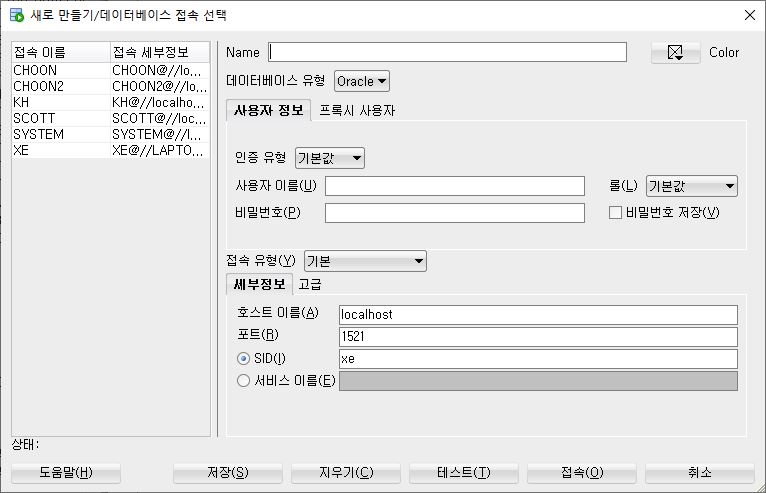 새로 만들기/데이터베이스 접속 선택
접속 이름 접속 세부정보
CHOON CHOON@//lo,,,
CHOON2 CHOON2@//l,,,
KH KH@//localho,,,
SCOTT SCOTT@//loc,,,
SYSTEM SYSTEM@//l,,,
XE XE@//LAPTO,,,
Name Color
데이터베이스 유형 Oracle
사용자 정보 프록시 사용자
인증 유형 기본값
사용자 이름(U) 롤(L) 기본값
비밀번호(P) 비밀번호 저장(V)
접속 유형(Y) 기본
세부정보 고급
호스트 이름(A) localhost
포트(R) 1521
SID(I) xe
서비스 이름(E)
상태:
도움말(H) 저장(S) 지우기(C) 테스트(T) 접속(O) 취소